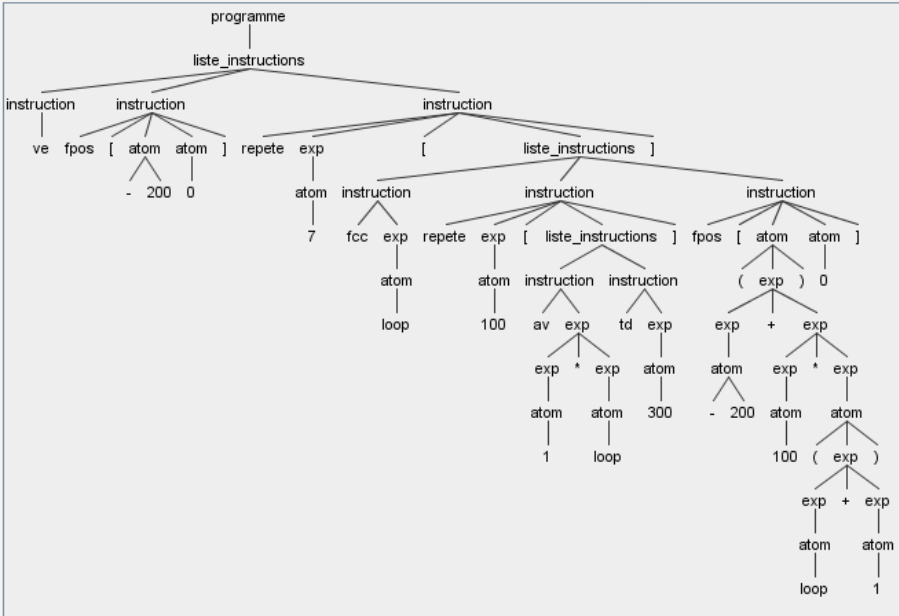 programme
liste_instructions
instruction instruction instruction
ve fpos [ atom atom ] repete exp [ liste_instructions ]
- 200 0 atom instruction instruction instruction
7 fcc exp repete exp [ liste_instructions ] fpos [ atom atom ]
atom atom instruction instruction ( exp ) 0
loop 100 av exp td exp exp + exp
exp * exp atom atom exp * exp
atom atom 300 - 200 atom atom
1 loop 100 ( exp )
exp + exp
atom atom
loop 1